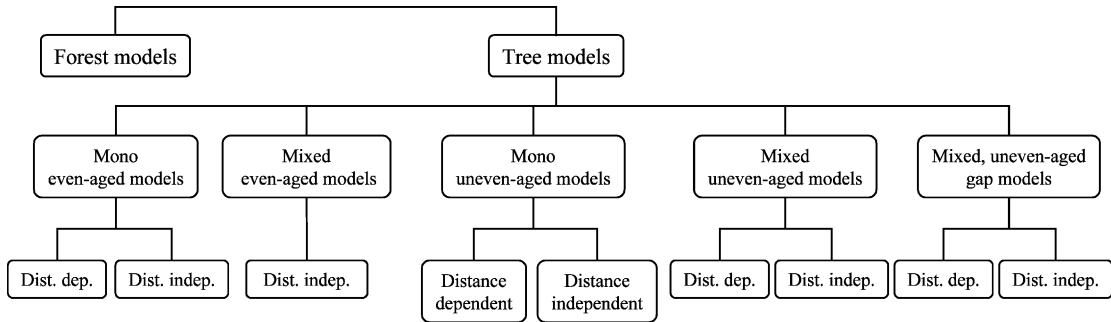 Forest models
Tree models
Mono
even-aged models
Mixed
even-aged models
Mono
uneven-aged models
Mixed
uneven-aged models
Mixed, uneven-aged
gap models
Dist. dep.
Dist. indep.
Dist. indep.
Distance
dependent
Distance
independent
Dist. dep.
Dist. indep.
Dist. dep.
Dist. indep.